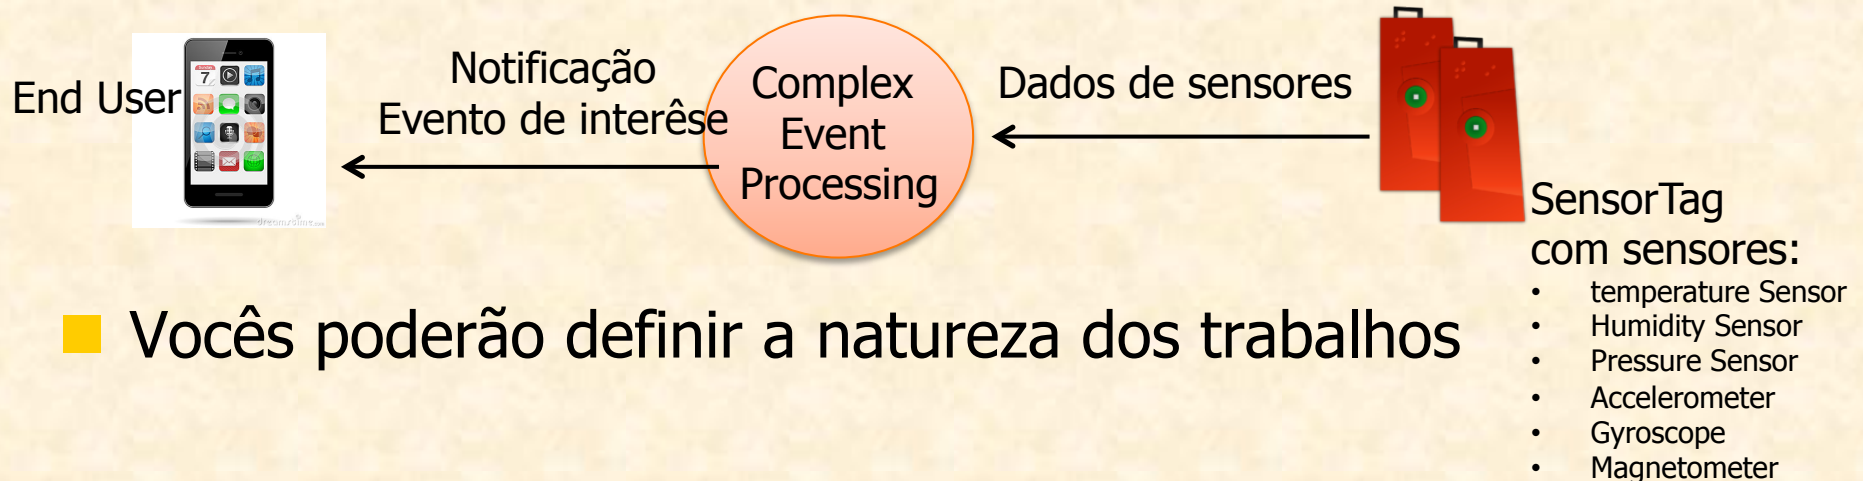 End User
7
Notificação
Evento de interêse
Complex
Event
Processing
Dados de sensores
SensorTag
com sensores:
• temperature Sensor
• Humidity Sensor
• Pressure Sensor
• Accelerometer
• Gyroscope
• Magnetometer
Vocês poderão definir a natureza dos trabalhos